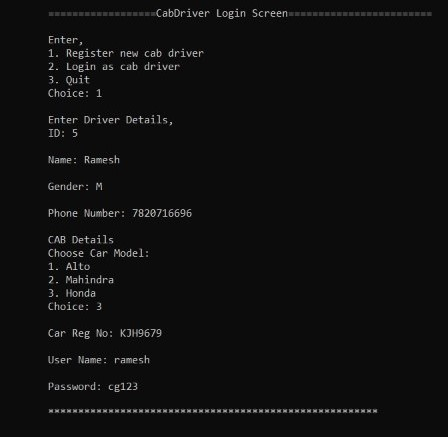 ==================CabDriver Login Screen========================
Enter,
1. Register new cab driver
2. Login as cab driver
3. Quit
Choice: 1
Enter Driver Details,
ID: 5
Name: Ramesh
Gender: M
Phone Number: 7820716696
CAB Details
Choose Car Model:
1. Alto
2. Mahindra
3. Honda
Choice: 3
Car Reg No: KJH9679
User Name: ramesh
Password: cg123
*******************************************************